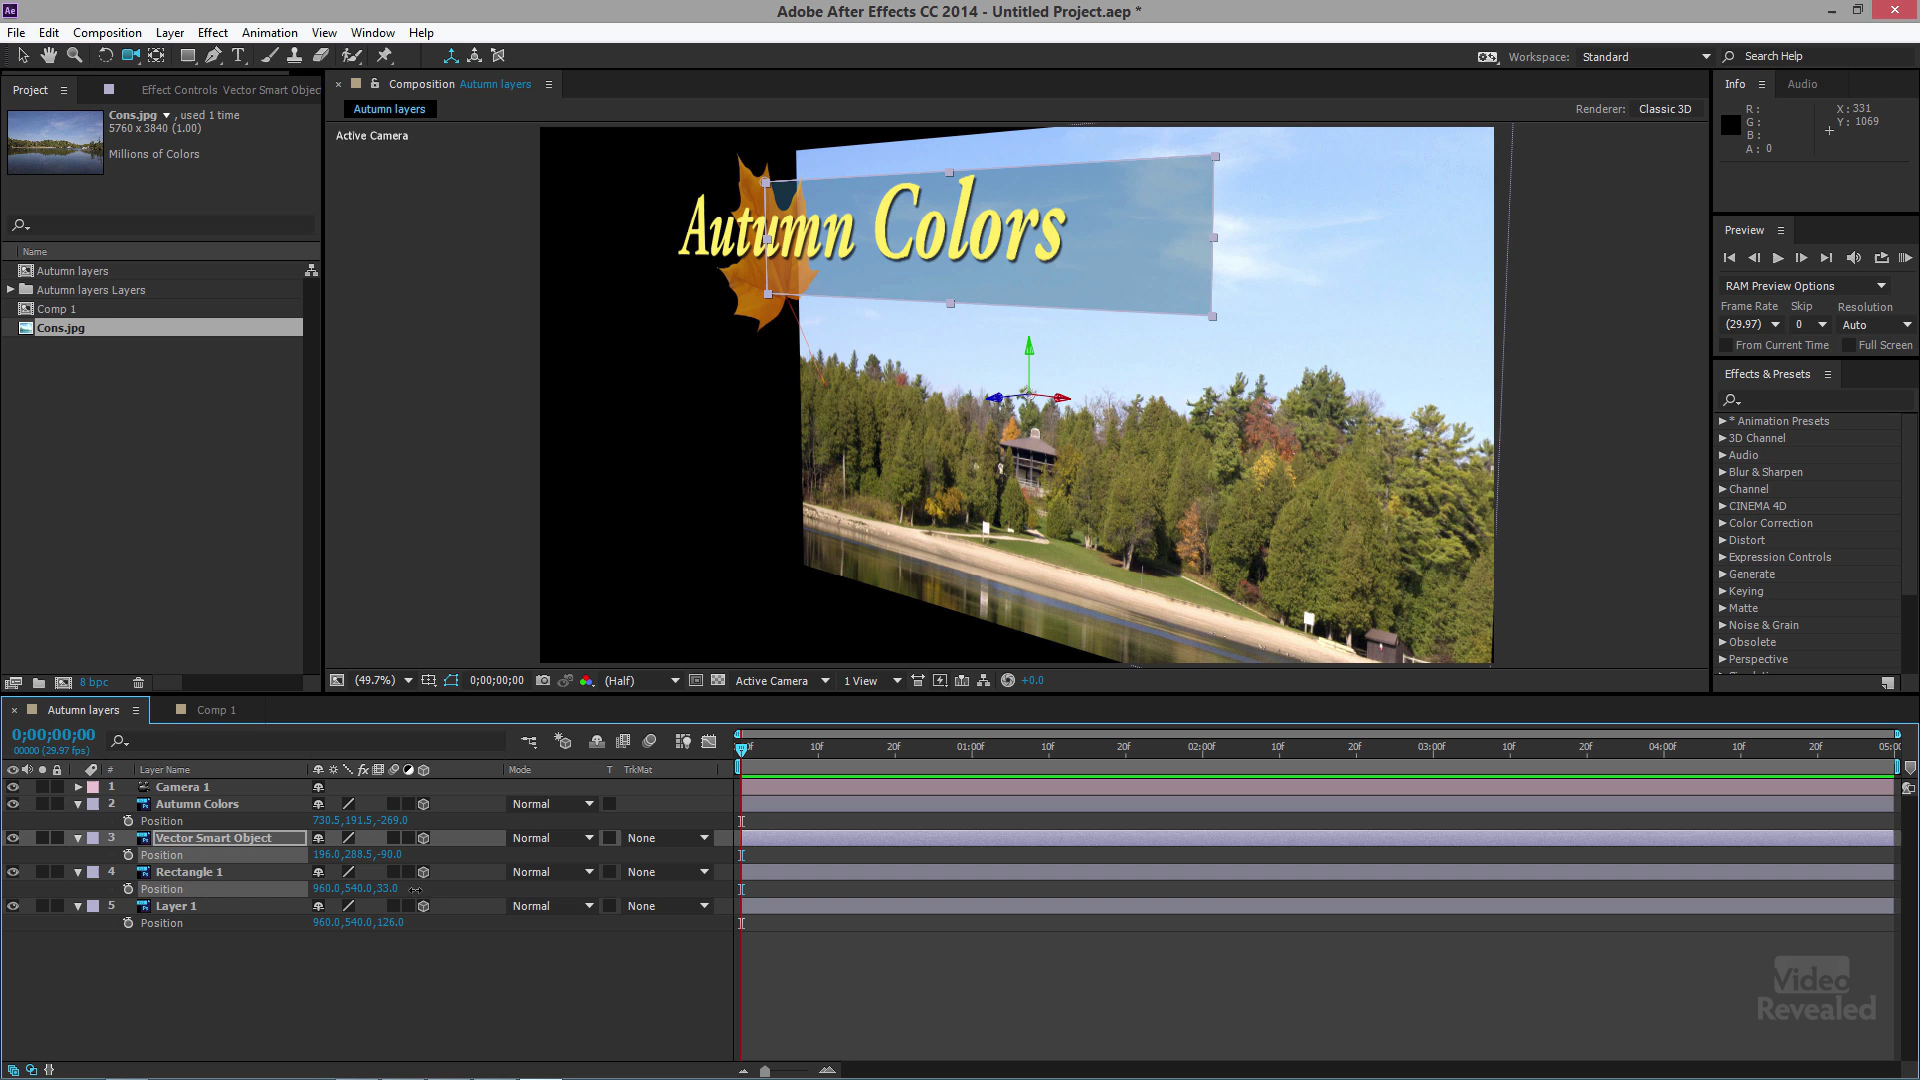 Ae
Adobe After Effects CC 2014 - Untitled Project.aep *
File Edit Composition Layer Effect Animation View Window Help
Workspace: Standard
Search Help
Project
Effect Controls Vector Smart Objec
Cons.jpg , used 1 time
5760 x 3840 (1.00)
Millions of Colors
Name
Autumn layers
Autumn layers Layers
Comp 1
Cons.jpg
8 bpc
Composition Autumn layers
Autumn layers
Renderer: Classic 3D
Active Camera
Autumn Colors
(49.7%) 0;00;00;00 (Half) Active Camera 1 View +0.0
Info Audio
R:
G:
B:
A: 0
X: 331
Y: 1069
Preview
RAM Preview Options
Frame Rate Skip Resolution
(29.97) 0 Auto
From Current Time Full Screen
Effects & Presets
* Animation Presets
3D Channel
Audio
Blur & Sharpen
Channel
CINEMA 4D
Color Correction
Distort
Expression Controls
Generate
Keying
Matte
Noise & Grain
Obsolete
Perspective
Autumn layers Comp 1
0;00;00;00
00000 (29.97 fps)
10f 20f 01:00f 10f 20f 02:00f 10f 20f 03:00f 10f 20f 04:00f 10f 20f 05:00
# Layer Name fx Mode T TrkMat
1 Camera 1
2 Autumn Colors Normal
Position 730.5,191.5,-269.0
3 Vector Smart Object Normal None
Position 196.0,288.5,-90.0
4 Rectangle 1 Normal None
Position 960.0,540.0,33.0
5 Layer 1 Normal None
Position 960.0,540.0,126.0
Video
Revealed